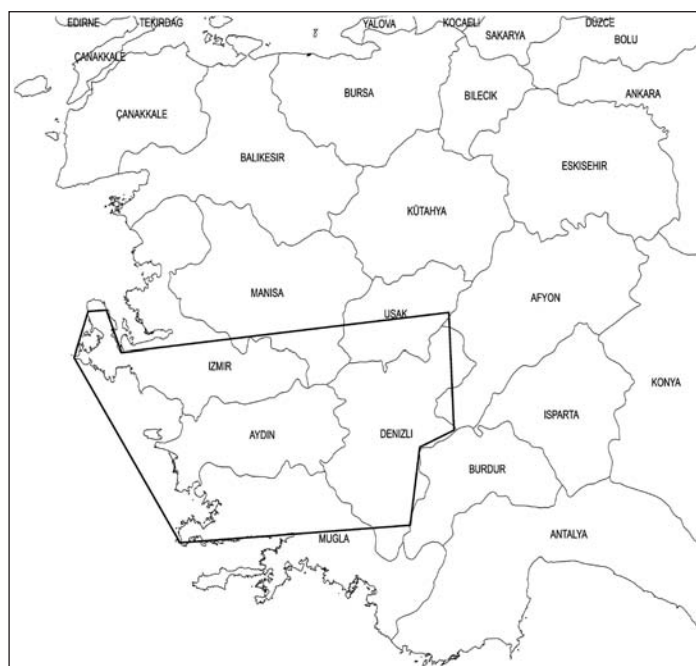 EDIRNE
TEKIRDAG
YALOVA
KOCAELI
SAKARYA
DÜZCE
BOLU
ÇANAKKALE
BURSA
BILECIK
ANKARA
ÇANAKKALE
BALIKESIR
ESKISEHIR
KÜTAHYA
MANISA
USAK
AFYON
IZMIR
KONYA
AYDIN
DENIZLI
ISPARTA
BURDUR
MUGLA
ANTALYA